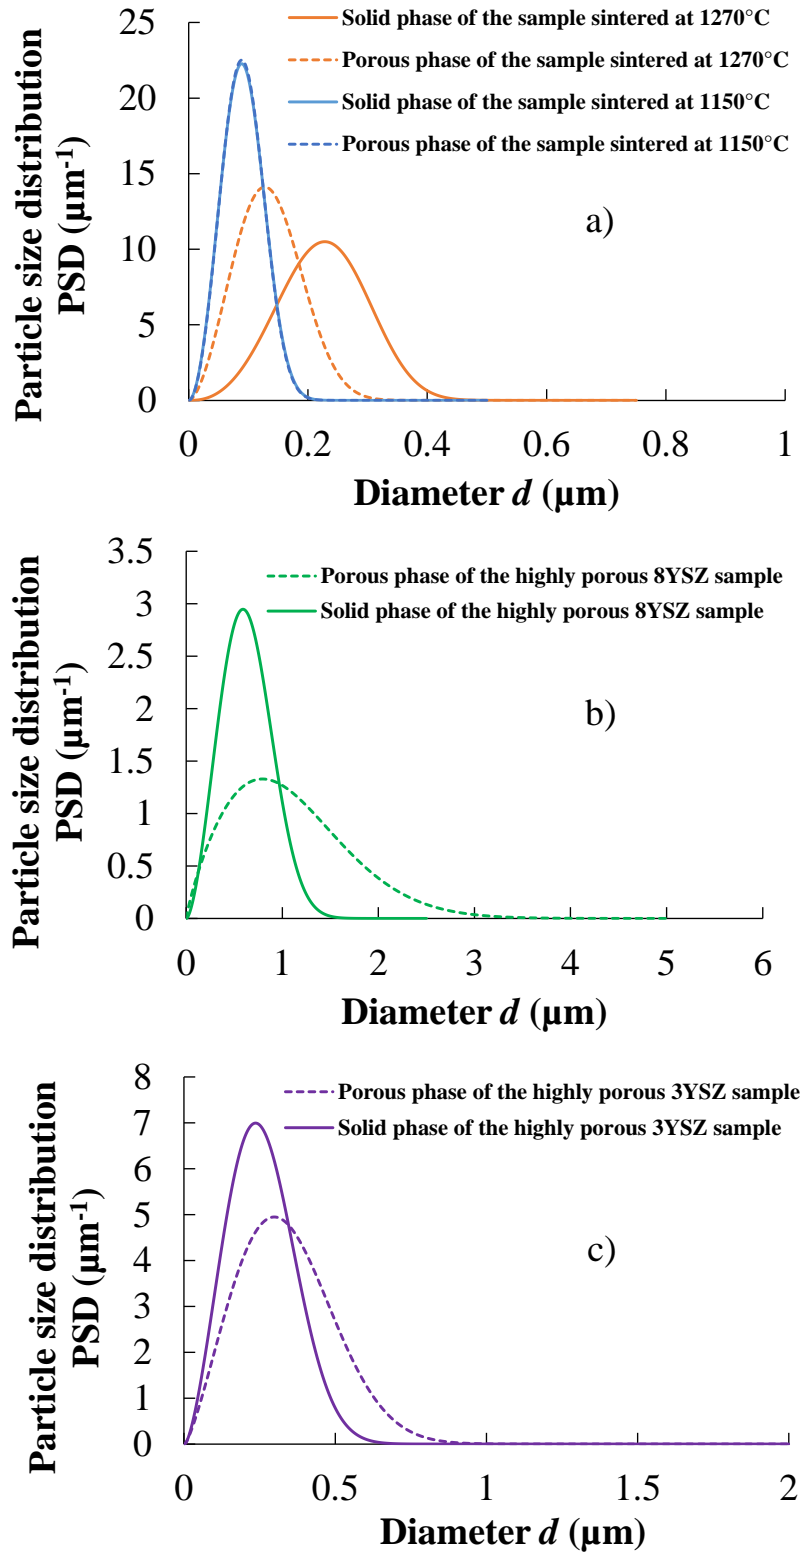 Solid phase of the sample sintered at 1270°C
Porous phase of the sample sintered at 1270°C
Solid phase of the sample sintered at 1150°C
Porous phase of the sample sintered at 1150°C
a)
Particle size distribution
PSD (µm-1)
25
20
15
10
5
0
0 0.2 0.4 0.6 0.8 1
Diameter d (µm)
Porous phase of the highly porous 8YSZ sample
Solid phase of the highly porous 8YSZ sample
b)
Particle size distribution
PSD (µm-1)
3.5
3
2.5
2
1.5
1
0.5
0
0 1 2 3 4 5 6
Diameter d (µm)
Porous phase of the highly porous 3YSZ sample
Solid phase of the highly porous 3YSZ sample
c)
Particle size distribution
PSD (µm-1)
8
7
6
5
4
3
2
1
0
0 0.5 1 1.5 2
Diameter d (µm)